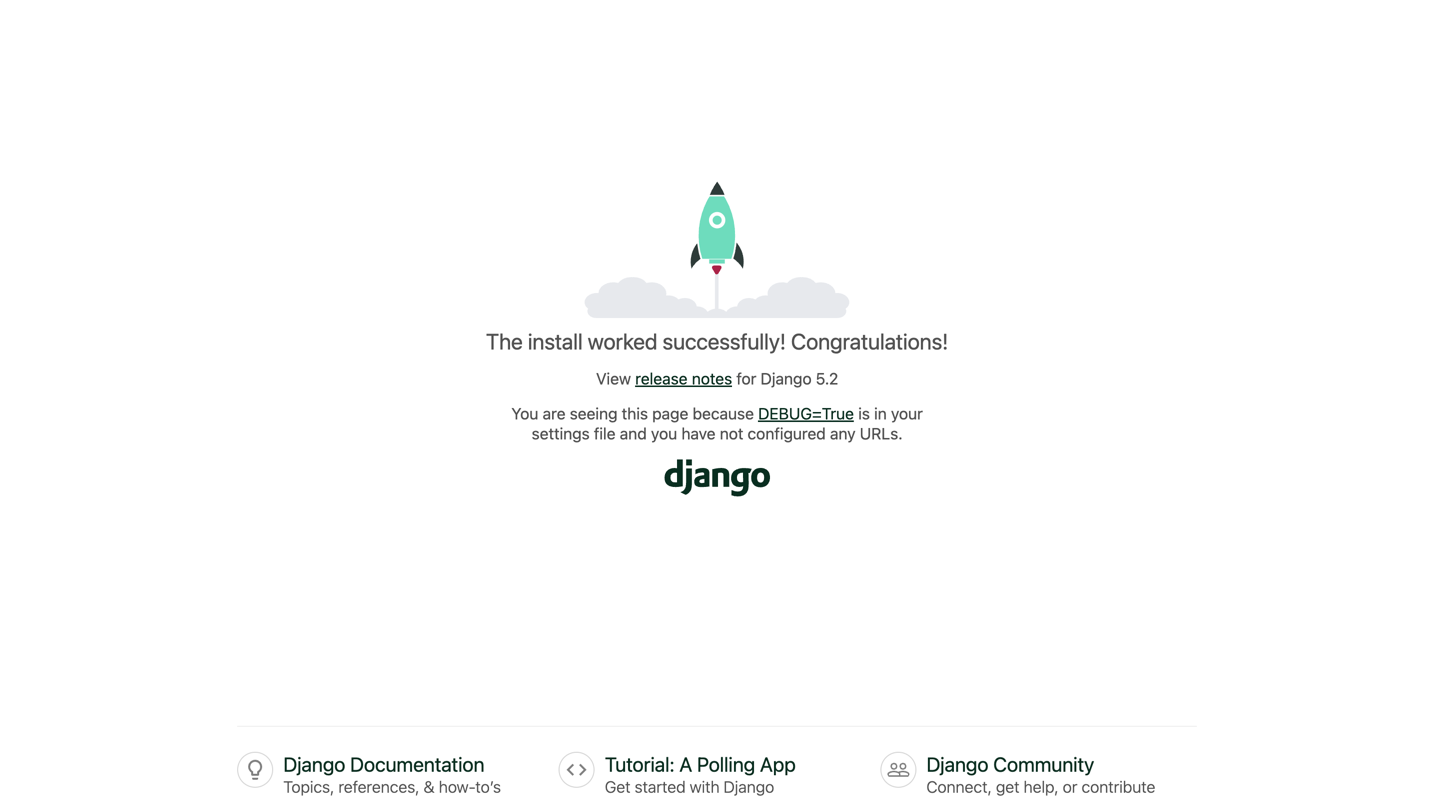 The install worked successfully! Congratulations!
View release notes for Django 5.2
You are seeing this page because DEBUG=True is in your
settings file and you have not configured any URLs.
django
Django Documentation
Topics, references, & how-to’s
Tutorial: A Polling App
Get started with Django
Django Community
Connect, get help, or contribute